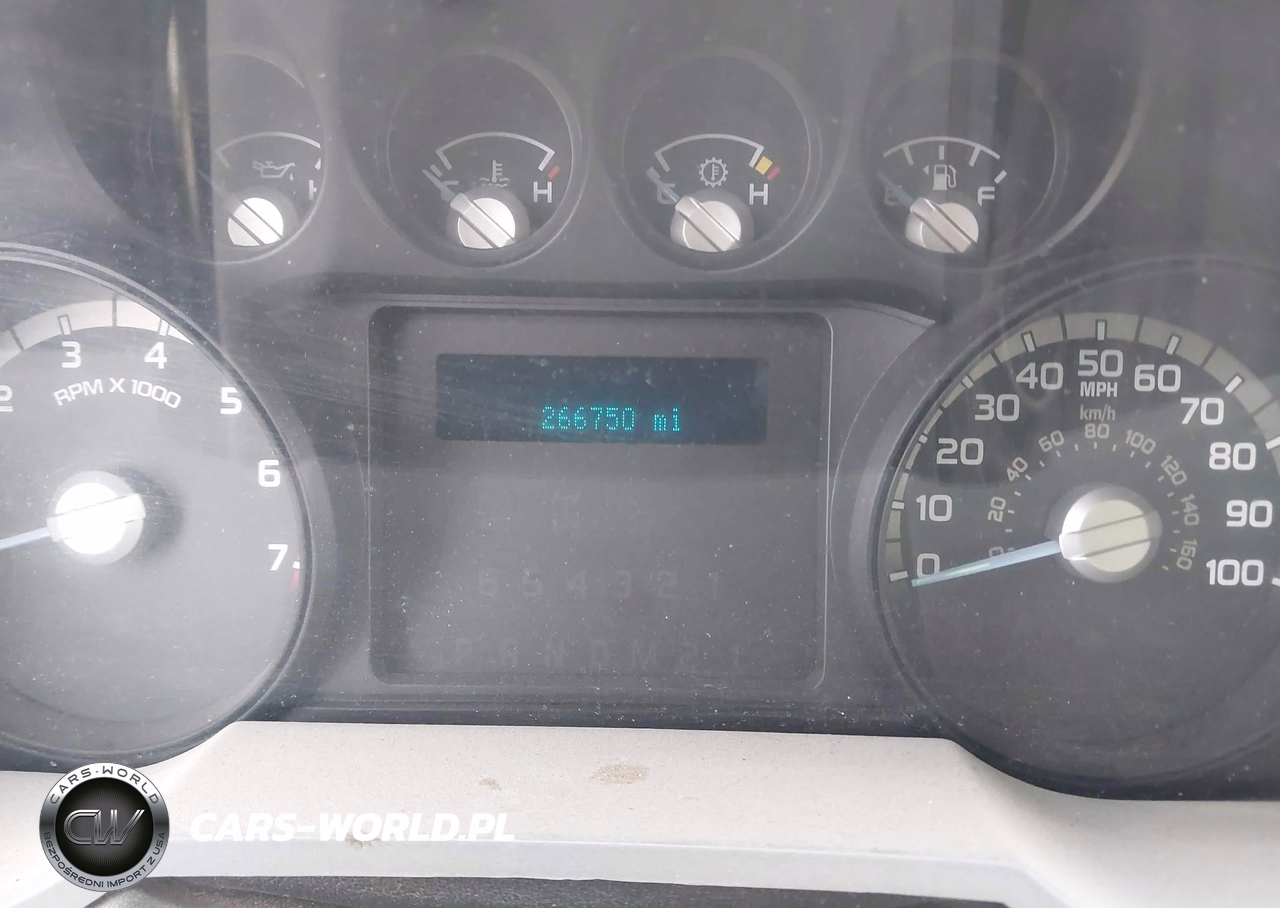 H
H
H
F
2 3 4 5 6 7
RPM X 1000
266750 mi
6 5 4 3 2 1
P R N D M 2 1
0 10 20 30 40 50 60 70 80 90 100
MPH
km/h
0 20 40 60 80 100 120 140 160
CARS-WORLD
CW
BEZPOŚREDNI IMPORT Z USA
CARS-WORLD.PL